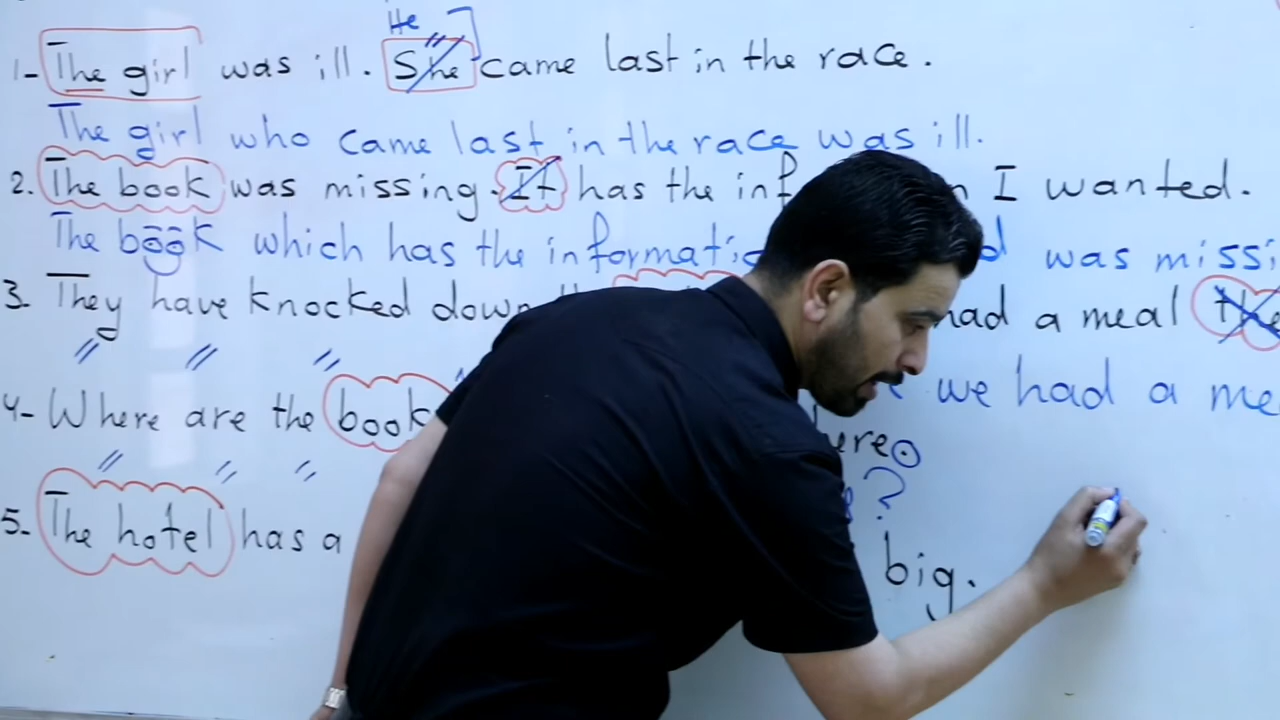 He
1- The girl was ill. She came last in the race.
The girl who came last in the race was ill.
2. The book was missing. It has the inf n I wanted.
The book which has the informatio d was missi
3. They have knocked down had a meal the
we had a me
4- Where are the book ere.
?
5. The hotel has a big.